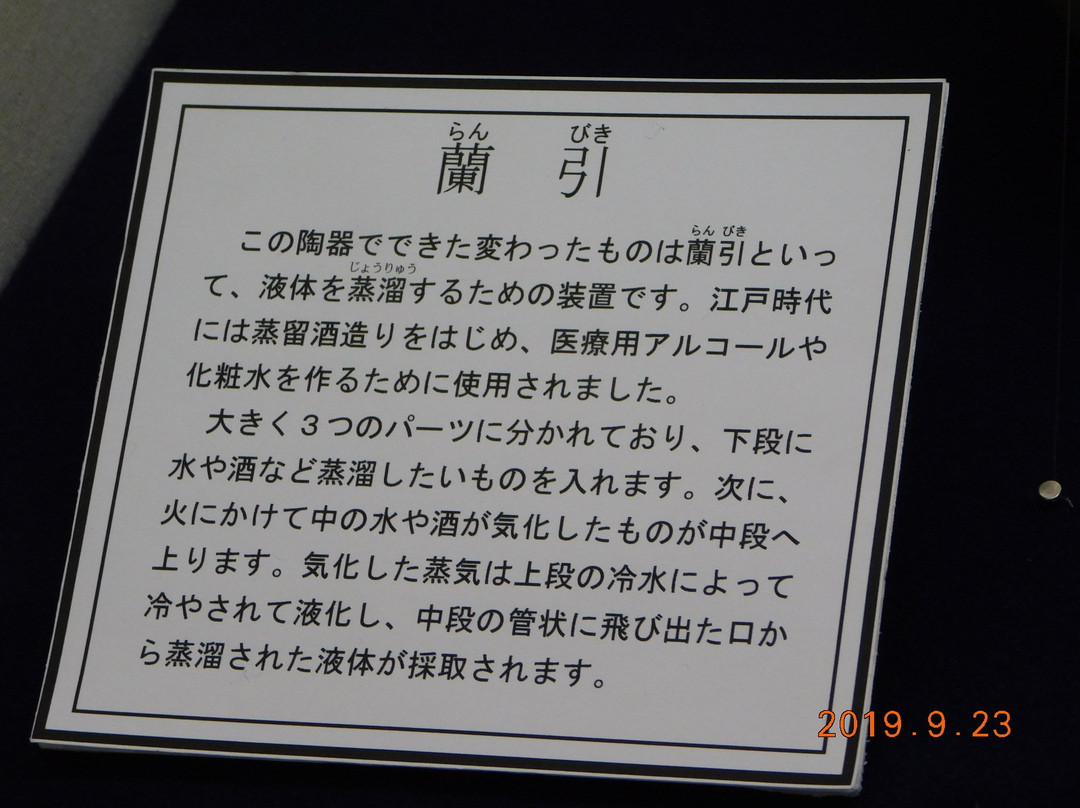 らん びき
蘭 引
らん びき
この陶器でできた変わったものは蘭引といっ
じょうりゅう
て、液体を蒸溜するための装置です。江戸時代
には蒸留酒造りをはじめ、医療用アルコールや
化粧水を作るために使用されました。
大きく３つのパーツに分かれており、下段に
水や酒など蒸溜したいものを入れます。次に、
火にかけて中の水や酒が気化したものが中段へ
上ります。気化した蒸気は上段の冷水によって
冷やされて液化し、中段の管状に飛び出た口か
ら蒸溜された液体が採取されます。
2019.9.23